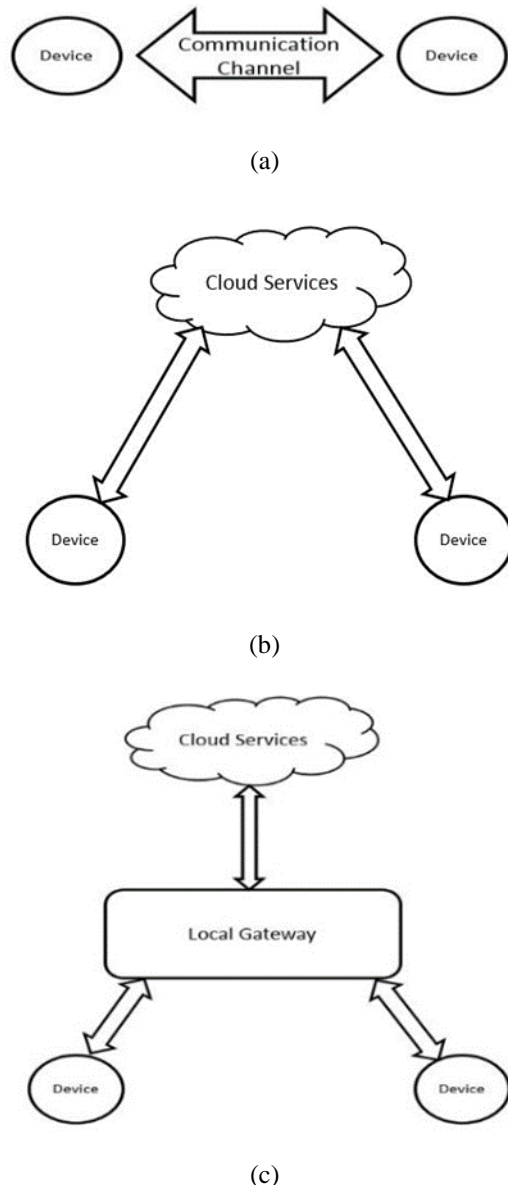 Device
Communication
Channel
Device
(a)
Cloud Services
Device
Device
(b)
Cloud Services
Local Gateway
Device
Device
(c)